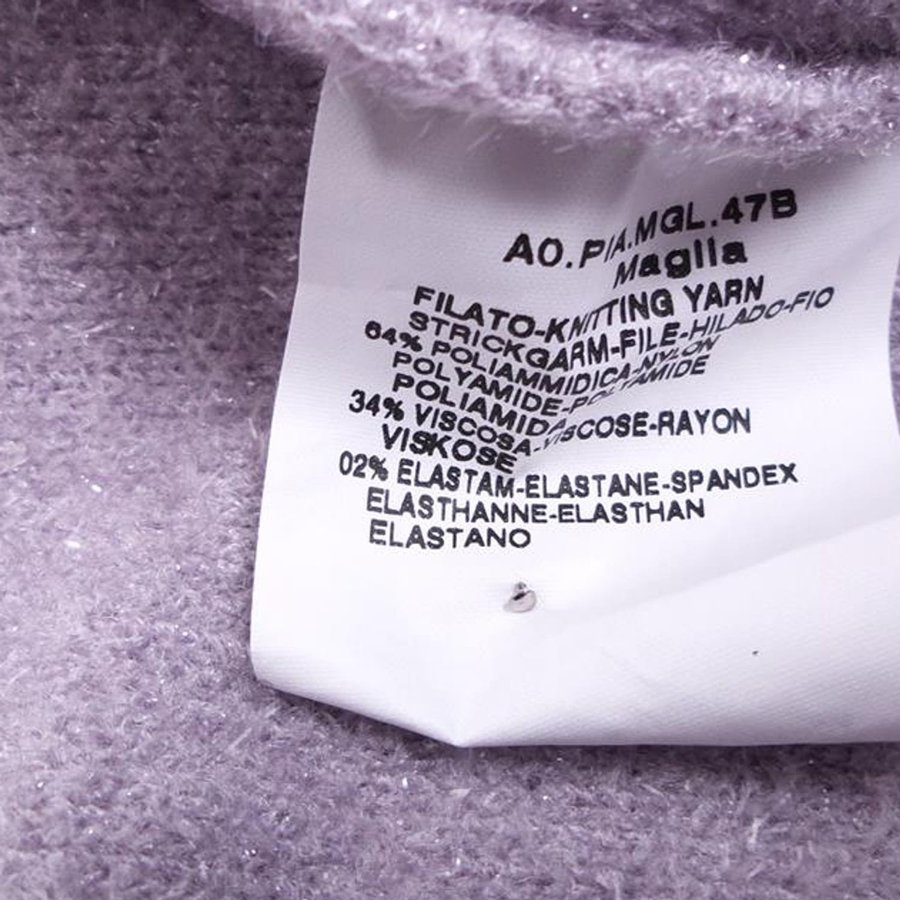 A0.PIA.MGL.47B
Maglia
FILATO-KNITTING YARN
STRICKGARM-FILE-HILADO-FIO
64% POLIAMMIDICA-NYLON
POLYAMIDE-POLYAMIDE
POLIAMIDA
34% VISCOSA-VISCOSE-RAYON
VISKOSE
02% ELASTAM-ELASTANE-SPANDEX
ELASTHANNE-ELASTHAN
ELASTANO